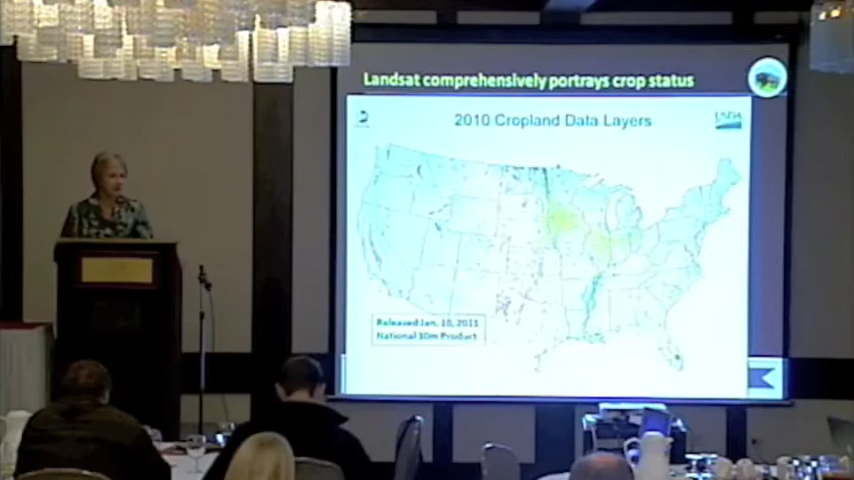 Landsat comprehensively portrays crop status
2010 Cropland Data Layers
USDA
Released Jan. 10, 2011
National 30m Product